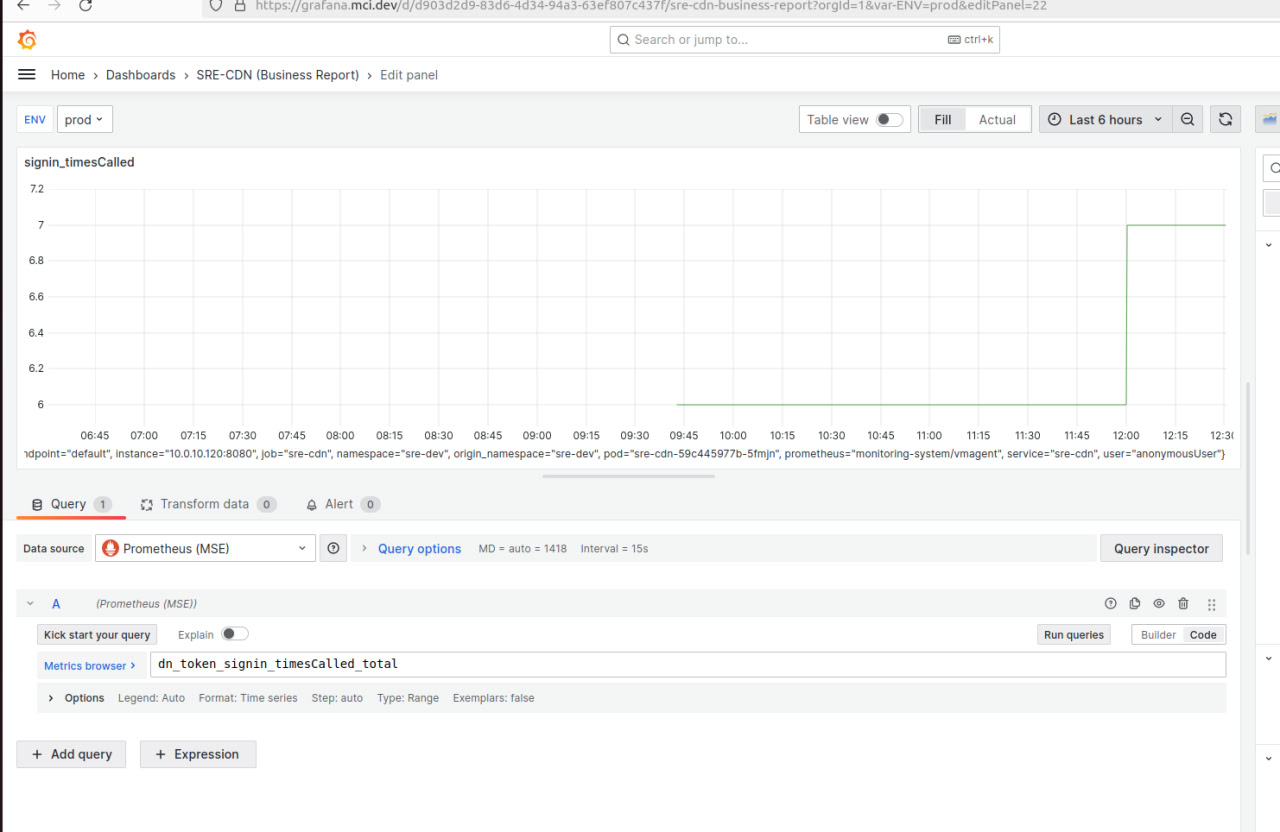 https://grafana.mci.dev/d/d903d2d9-83d6-4d34-94a3-63ef807c437f/sre-cdn-business-report?orgId=1&var-ENV=prod&editPanel=22
Search or jump to... ctrl+k
Home › Dashboards › SRE-CDN (Business Report) › Edit panel
ENV prod Table view Fill Actual Last 6 hours
signin_timesCalled
7.2
7
6.8
6.6
6.4
6.2
6
06:45 07:00 07:15 07:30 07:45 08:00 08:15 08:30 08:45 09:00 09:15 09:30 09:45 10:00 10:15 10:30 10:45 11:00 11:15 11:30 11:45 12:00 12:15 12:30
ndpoint="default", instance="10.0.10.120:8080", job="sre-cdn", namespace="sre-dev", origin_namespace="sre-dev", pod="sre-cdn-59c445977b-5fmjn", prometheus="monitoring-system/vmagent", service="sre-cdn", user="anonymousUser"}
Query 1 Transform data 0 Alert 0
Data source Prometheus (MSE) › Query options MD = auto = 1418 Interval = 15s Query inspector
A (Prometheus (MSE))
Kick start your query Explain Run queries Builder Code
Metrics browser › dn_token_signin_timesCalled_total
› Options Legend: Auto Format: Time series Step: auto Type: Range Exemplars: false
+ Add query + Expression